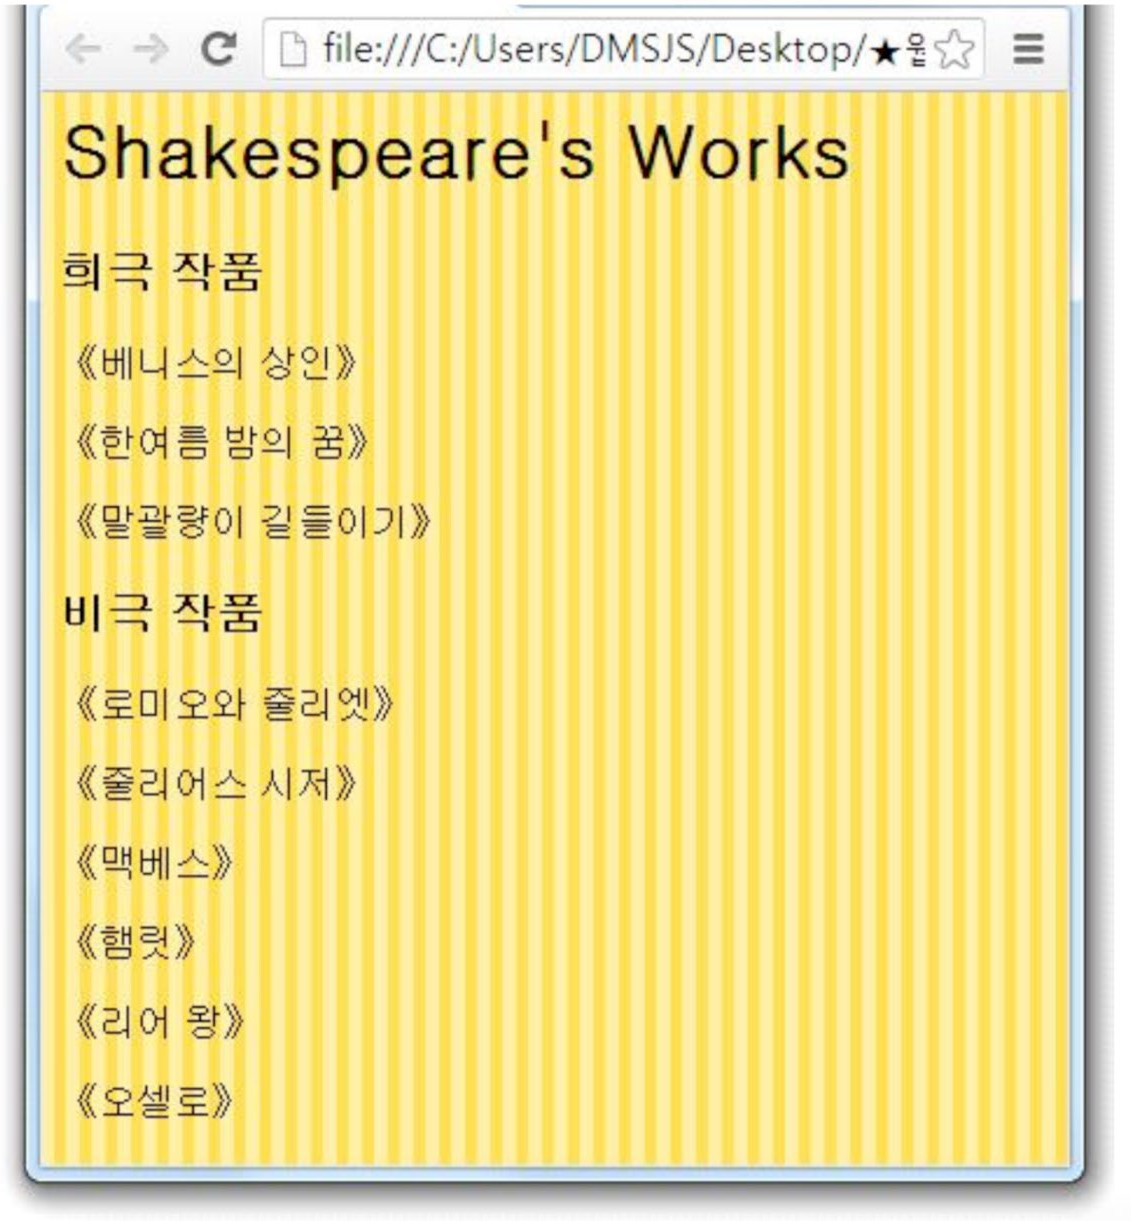 file:///C:/Users/DMSJS/Desktop/★
Shakespeare's Works
희극 작품
《베니스의 상인》
《한여름 밤의 꿈》
《말괄량이 길들이기》
비극 작품
《로미오와 줄리엣》
《줄리어스 시저》
《맥베스》
《햄릿》
《리어 왕》
《오셀로》